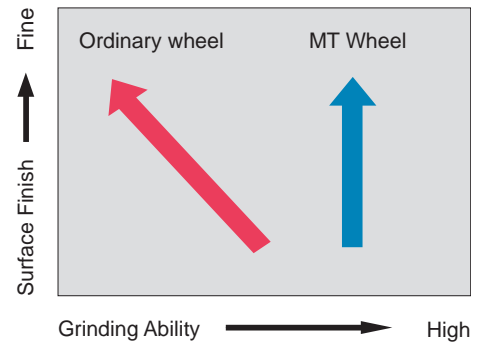 Fine
Surface Finish
Ordinary wheel
MT Wheel
Grinding Ability
High